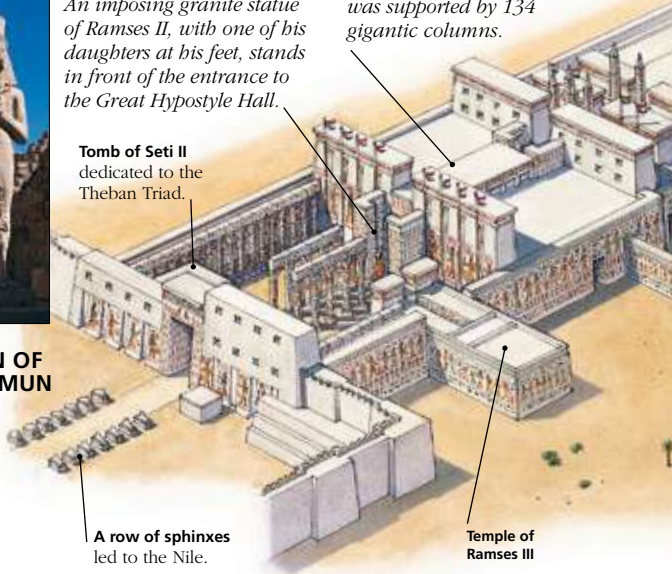 An imposing granite statue
of Ramses II, with one of his
daughters at his feet, stands
in front of the entrance to
the Great Hypostyle Hall.
was supported by 134
gigantic columns.
Tomb of Seti II
dedicated to the
Theban Triad.
N OF
MUN
A row of sphinxes
led to the Nile.
Temple of
Ramses III